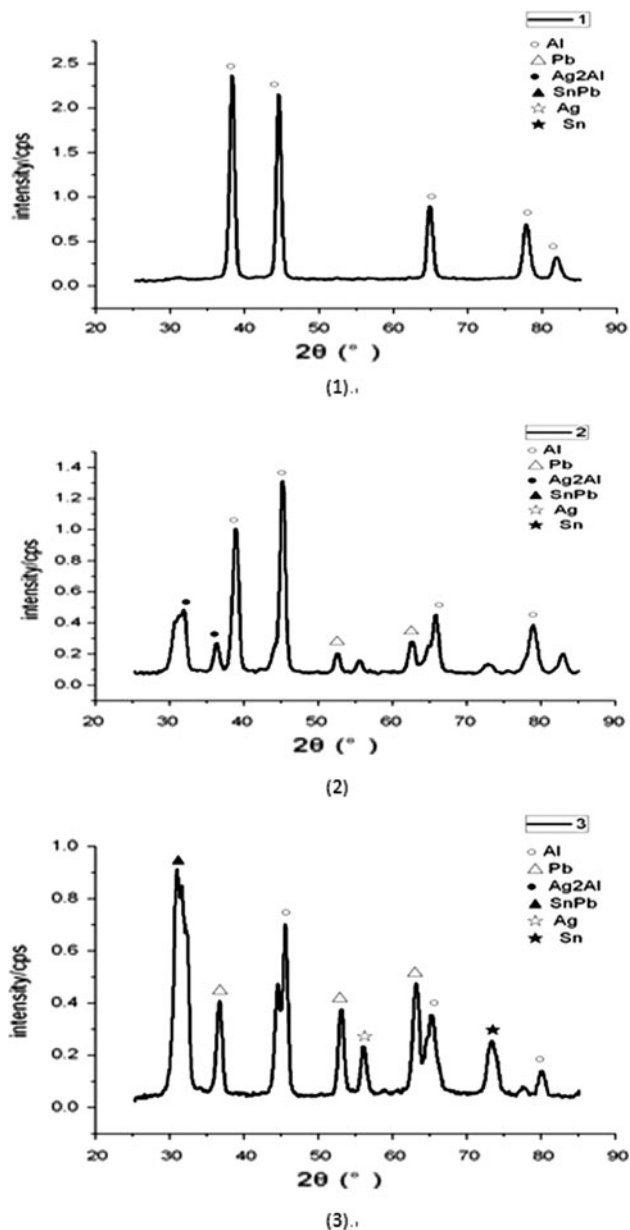 1
○ Al
△ Pb
● Ag2Al
▲ SnPb
☆ Ag
★ Sn
intensity/cps
2.5
2.0
1.5
1.0
0.5
0.0
20 30 40 50 60 70 80 90
2θ (°)
(1)
2
○ Al
△ Pb
● Ag2Al
▲ SnPb
☆ Ag
★ Sn
intensity/cps
1.4
1.2
1.0
0.8
0.6
0.4
0.2
0.0
20 30 40 50 60 70 80 90
2θ (°)
(2)
3
○ Al
△ Pb
● Ag2Al
▲ SnPb
☆ Ag
★ Sn
intensity/cps
1.0
0.8
0.6
0.4
0.2
0.0
20 30 40 50 60 70 80 90
2θ (°)
(3)